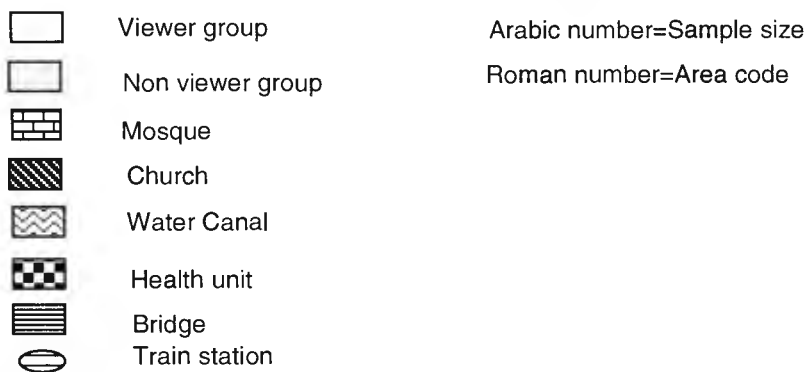 Viewer group
Non viewer group
Mosque
Church
Water Canal
Health unit
Bridge
Train station
Arabic number=Sample size
Roman number=Area code